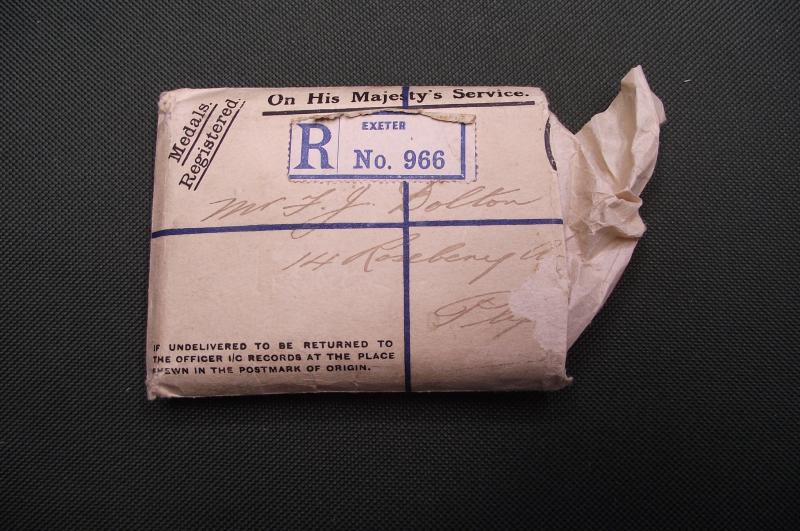 On His Majesty's Service.
Medals.
Registered.
R
EXETER
No. 966
Mr F. J. Bolton
14 Rosebery
IF UNDELIVERED TO BE RETURNED TO
THE OFFICER I/C RECORDS AT THE PLACE
SHEWN IN THE POSTMARK OF ORIGIN.